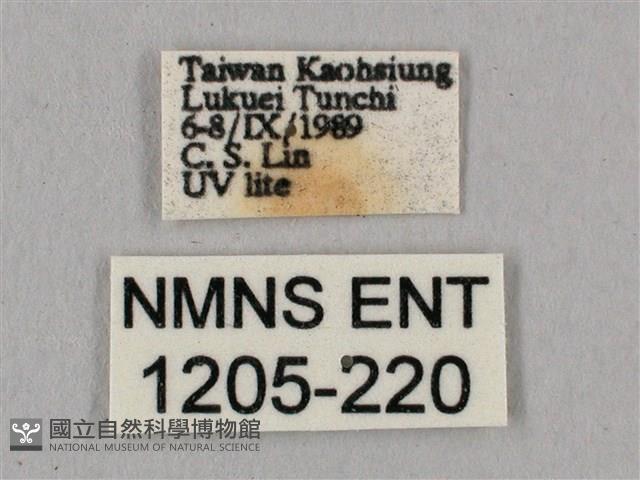 Taiwan Kaohsiung
Lukuei Tunchi
6-8/IX/1989
C. S. Lin
UV lite
NMNS ENT
1205-220
國立自然科學博物館
NATIONAL MUSEUM OF NATURAL SCIENCE